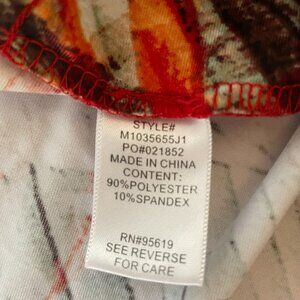 STYLE#
M1035655J1
PO#021852
MADE IN CHINA
CONTENT:
90%POLYESTER
10%SPANDEX
RN#95619
SEE REVERSE
FOR CARE